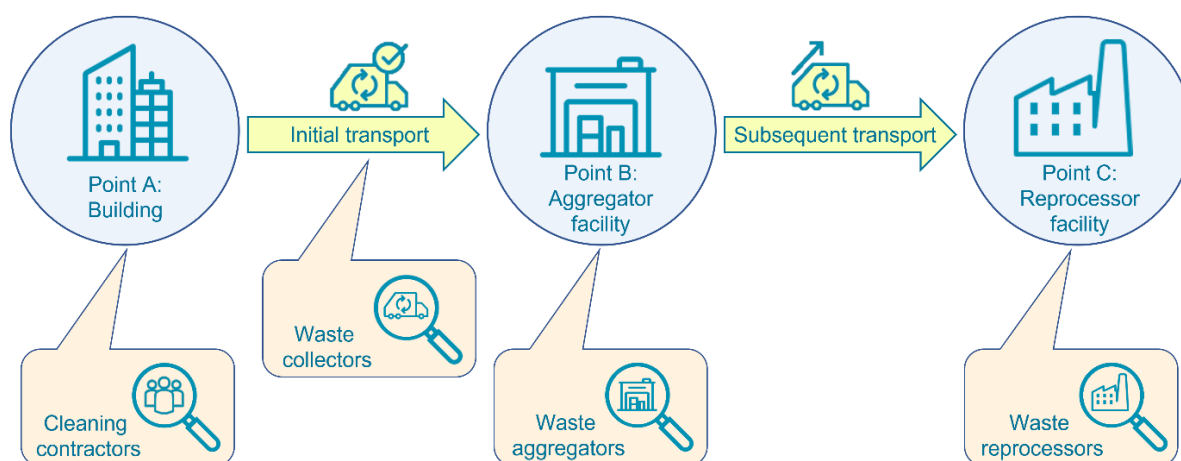 Initial transport
Subsequent transport
Point A:
Building
Point B:
Aggregator
facility
Point C:
Reprocessor
facility
Waste
collectors
Cleaning
contractors
Waste
aggregators
Waste
reprocessors